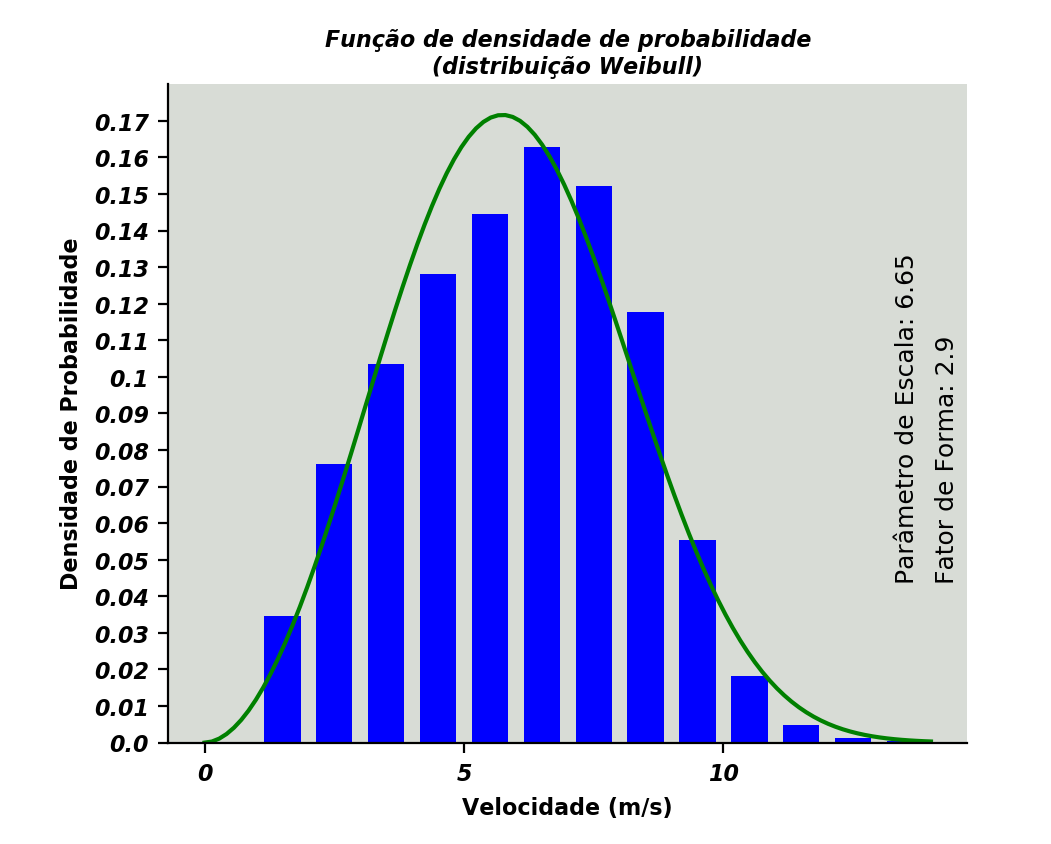 Função de densidade de probabilidade
(distribuição Weibull)
Densidade de Probabilidade
0.17
0.16
0.15
0.14
0.13
0.12
0.11
0.1
0.09
0.08
0.07
0.06
0.05
0.04
0.03
0.02
0.01
0.0
Parâmetro de Escala: 6.65
Fator de Forma: 2.9
0 5 10
Velocidade (m/s)